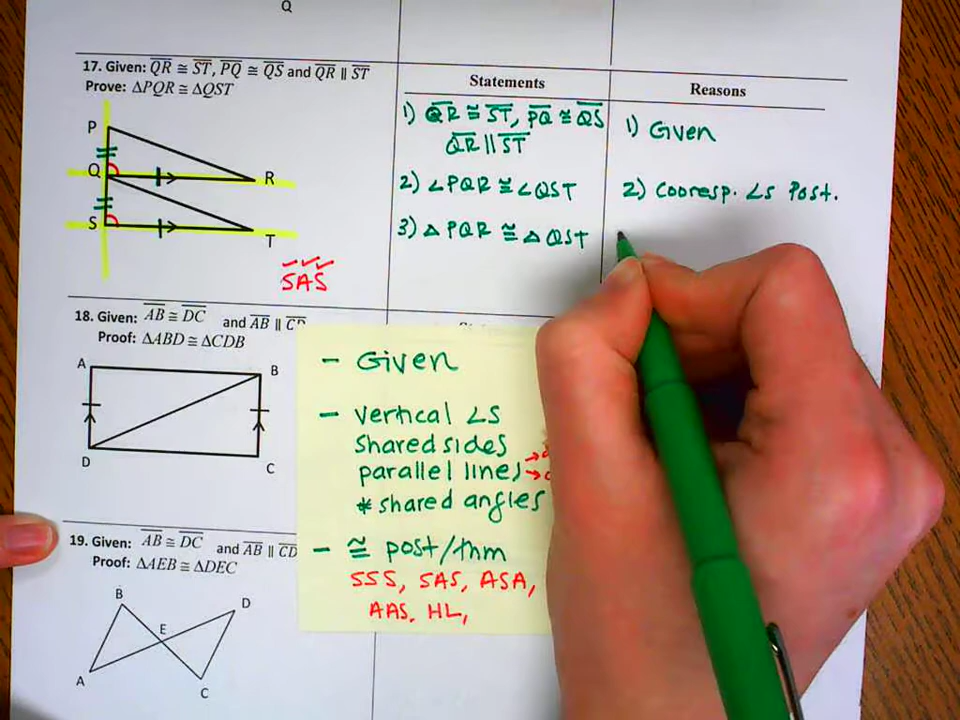 Q
17. Given: QR ≅ ST, PQ ≅ QS and QR ∥ ST
Prove: ΔPQR ≅ ΔQST
P
Q
R
S
T
SAS
Statements
Reasons
1) QR ≅ ST, PQ ≅ QS
QR ∥ ST
1) Given
2) ∠PQR ≅ ∠QST
2) Cooresp. ∠s Post.
3) Δ PQR ≅ Δ QST
18. Given: AB ≅ DC and AB ∥ CD
Proof: ΔABD ≅ ΔCDB
A
B
D
C
19. Given: AB ≅ DC and AB ∥ CD
Proof: ΔAEB ≅ ΔDEC
B
D
E
A
C
- Given
- vertical ∠s
shared sides
parallel lines
* shared angles
- ≅ post/thm
SSS, SAS, ASA,
AAS, HL,